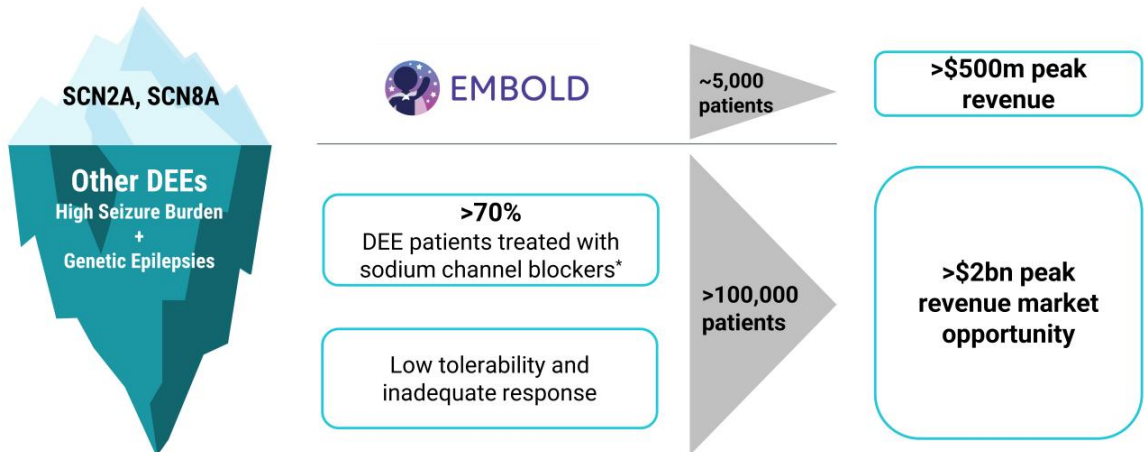 SCN2A, SCN8A
EMBOLD
~5,000
patients
>$500m peak
revenue
Other DEEs
High Seizure Burden
+
Genetic Epilepsies
>70%
DEE patients treated with
sodium channel blockers*
Low tolerability and
inadequate response
>100,000
patients
>$2bn peak
revenue market
opportunity